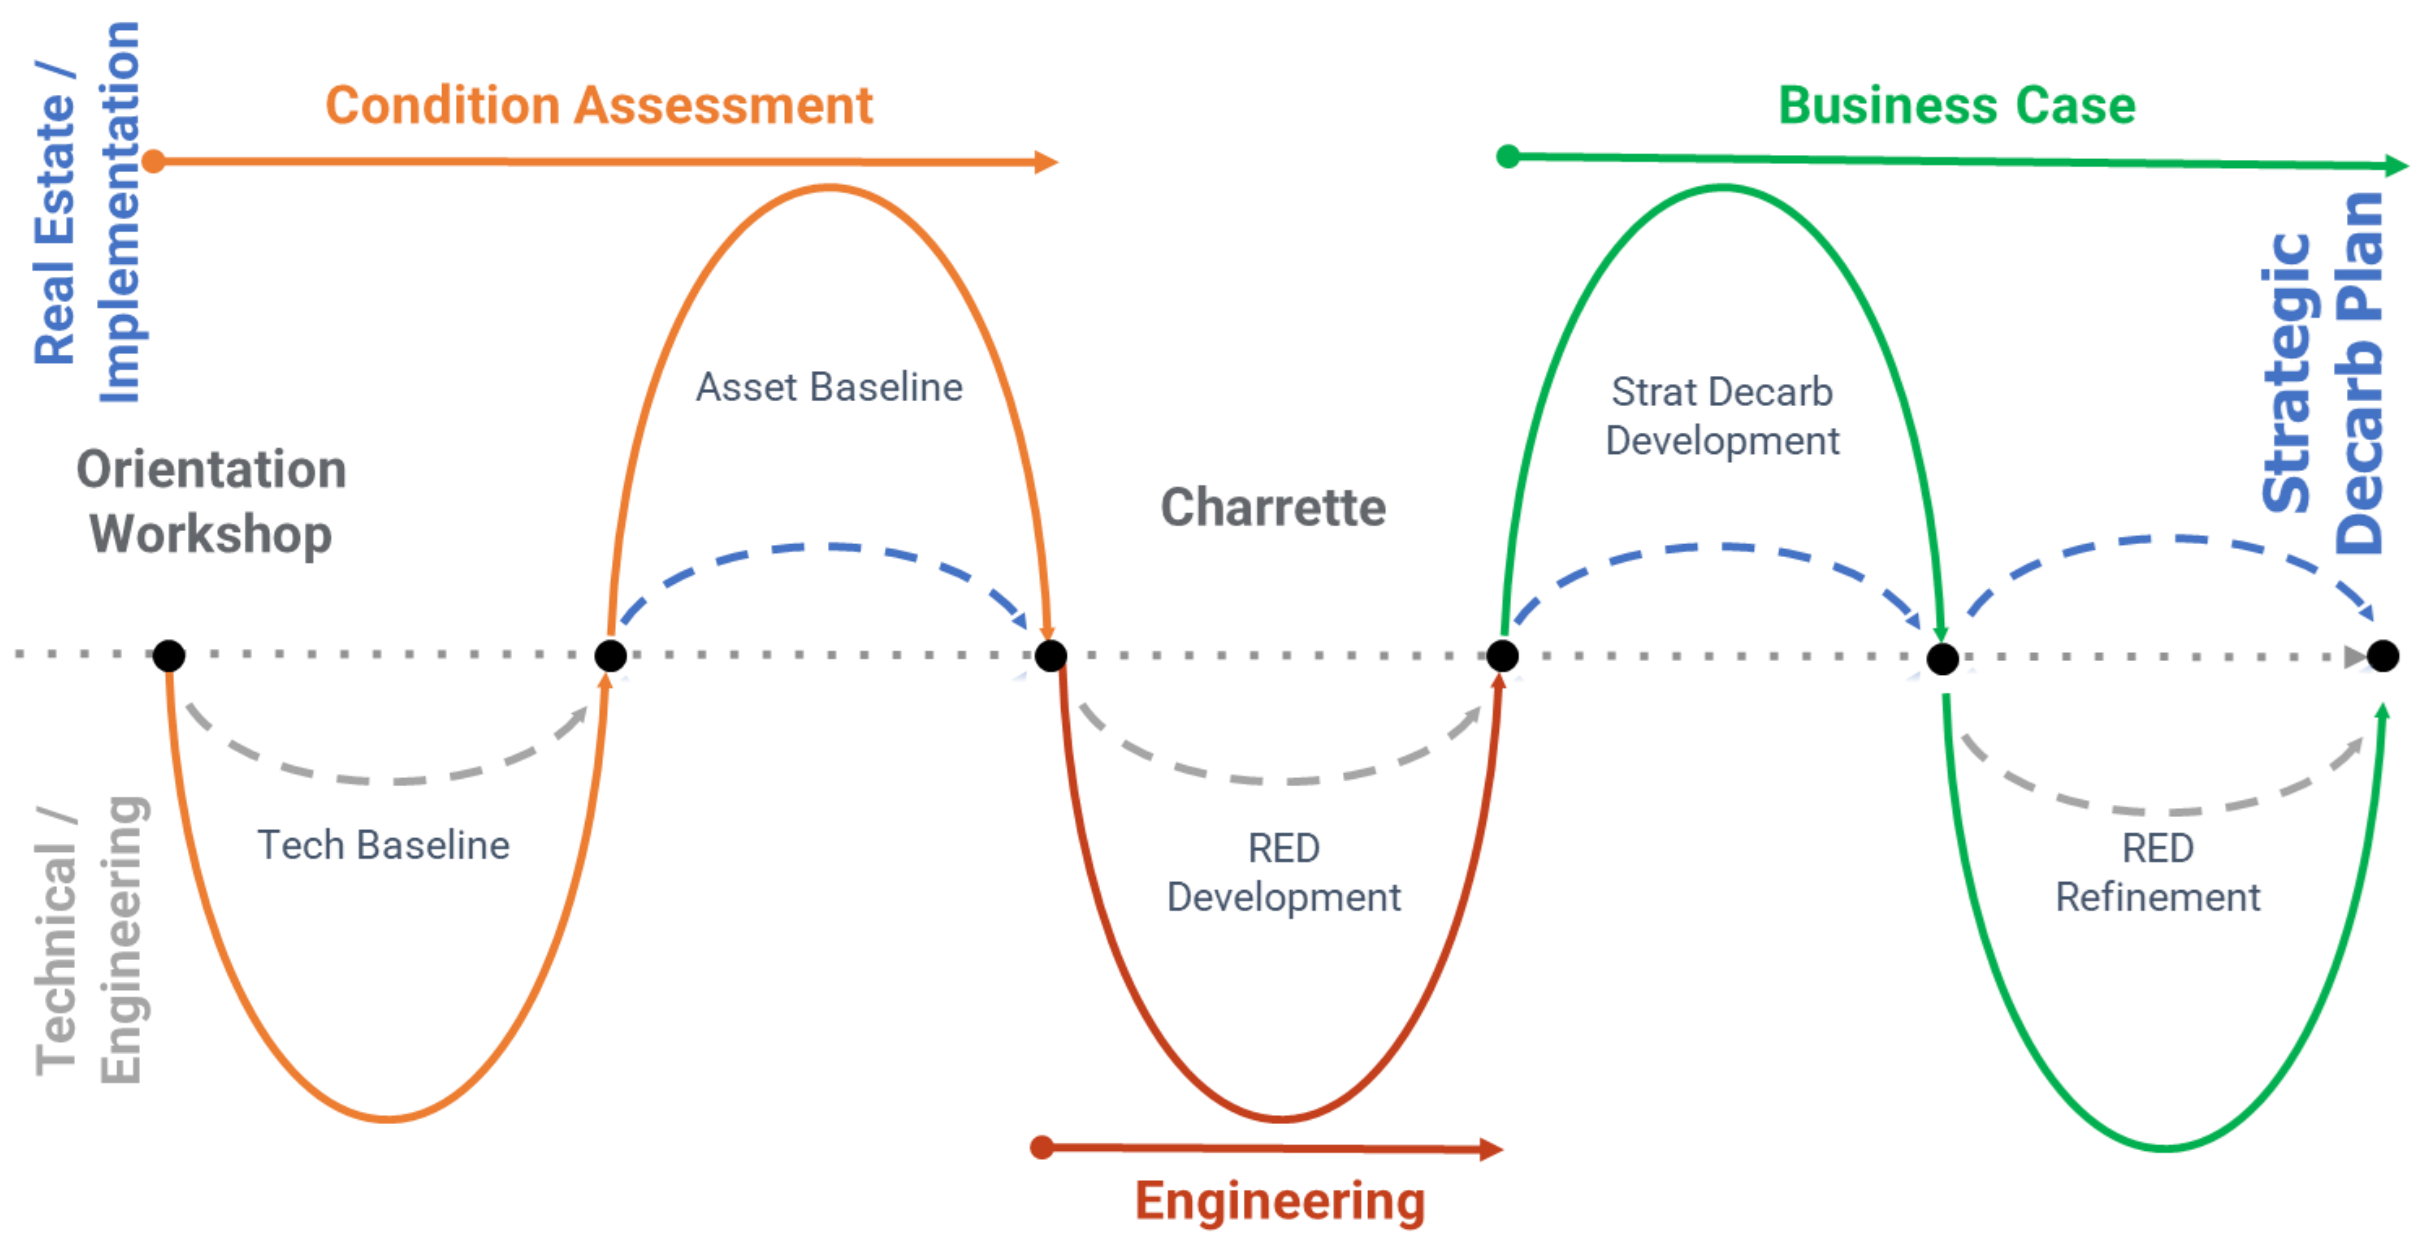 Real Estate /
Implementation
Condition Assessment
Business Case
Strategic
Decarb Plan
Asset Baseline
Strat Decarb
Development
Orientation
Workshop
Charrette
Technical /
Engineering
Tech Baseline
RED
Development
RED
Refinement
Engineering